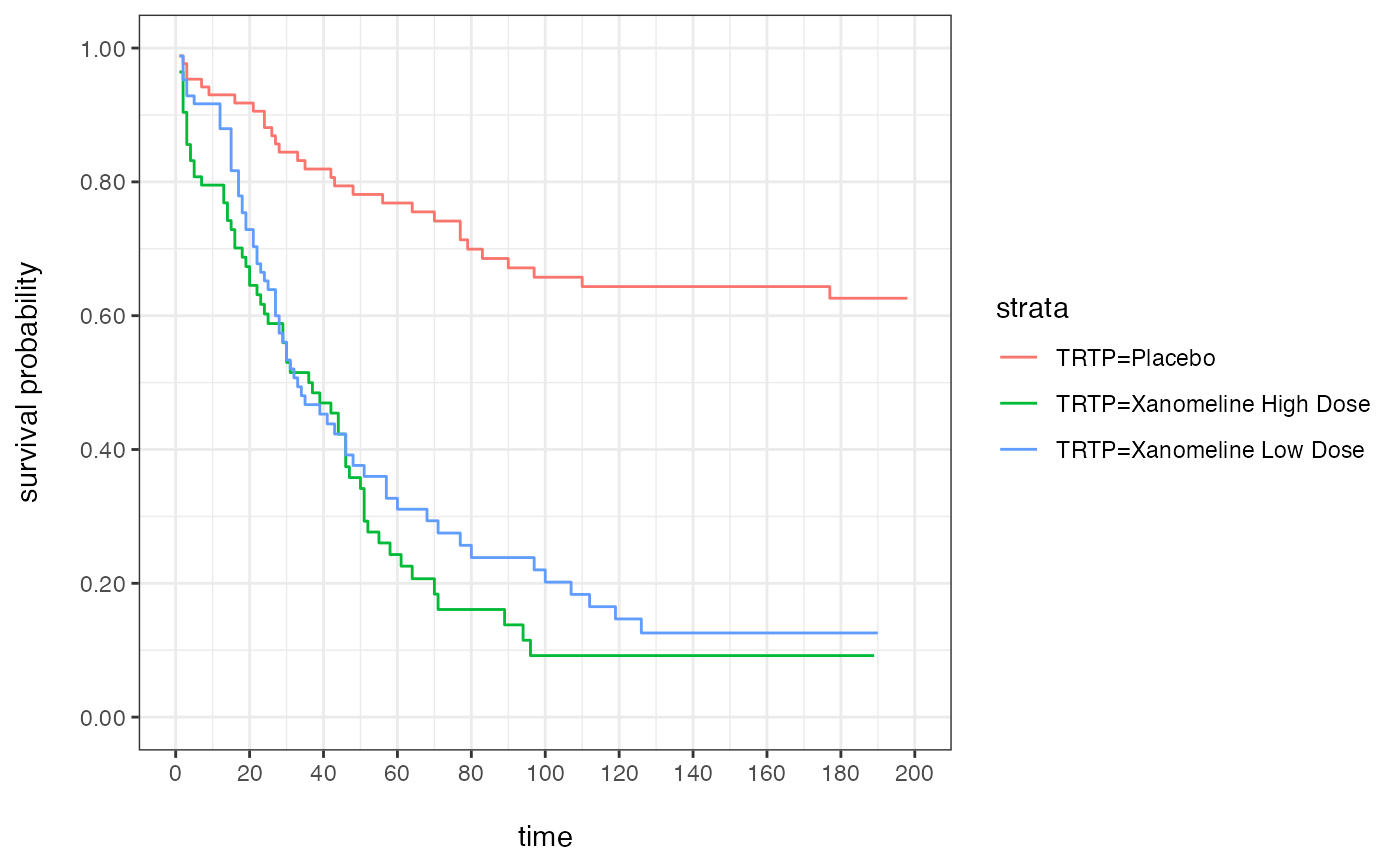 1.00
0.80
0.60
0.40
0.20
0.00
survival probability
0 20 40 60 80 100 120 140 160 180 200
time
strata
TRTP=Placebo
TRTP=Xanomeline High Dose
TRTP=Xanomeline Low Dose